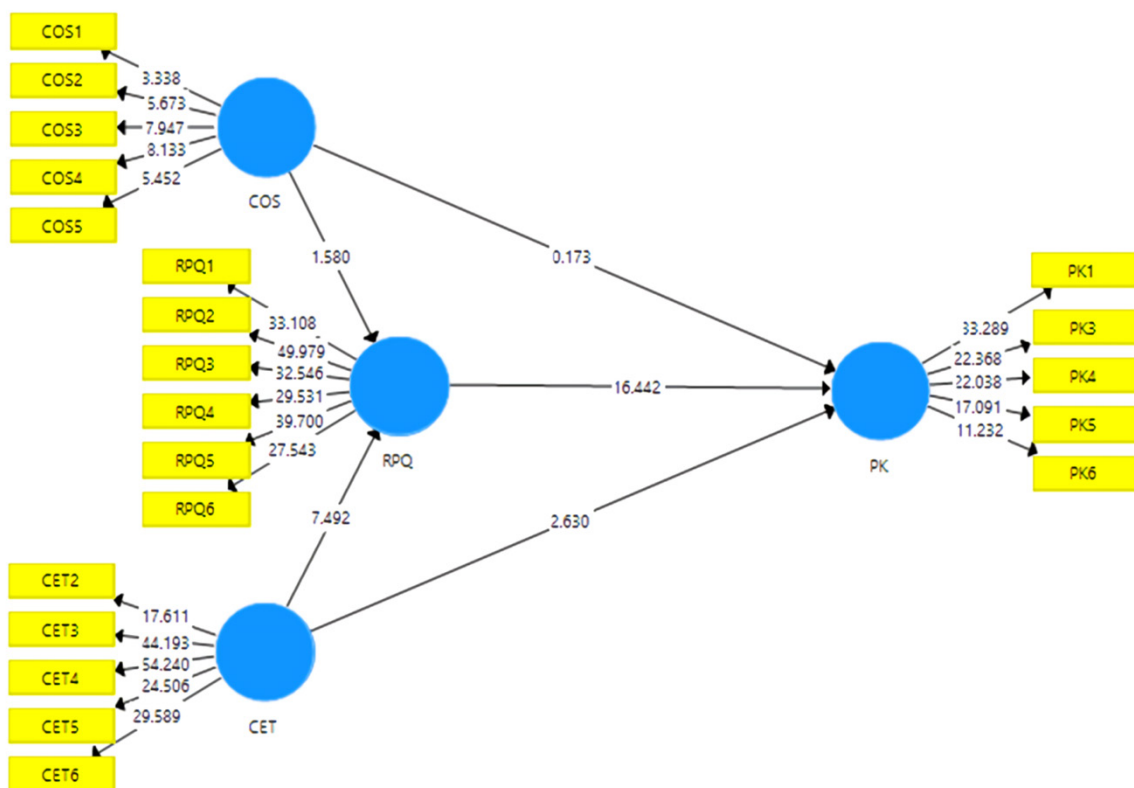 COS1
COS2
COS3
COS4
COS5
3.338
5.673
7.947
8.133
5.452
COS
1.580
0.173
RPQ1
RPQ2
RPQ3
RPQ4
RPQ5
RPQ6
33.108
49.979
32.546
29.531
39.700
27.543
RPQ
16.442
7.492
2.630
PK1
PK3
PK4
PK5
PK6
33.289
22.368
22.038
17.091
11.232
PK
CET2
CET3
CET4
CET5
CET6
17.611
44.193
54.240
24.506
29.589
CET